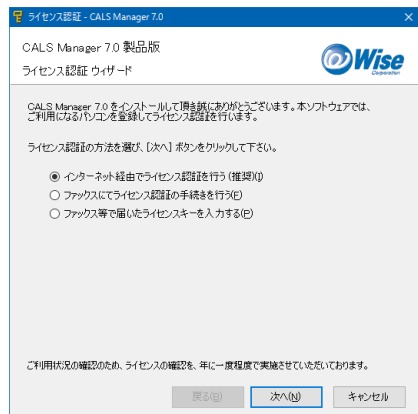 ライセンス認証 - CALS Manager 7.0
CALS Manager 7.0 製品版
ライセンス認証 ウィザード
Wise
Corporation
CALS Manager 7.0 をインストールして頂き誠にありがとうございます。本ソフトウェアでは、
ご利用になるパソコンを登録してライセンス認証を行います。
ライセンス認証の方法を選び、[次へ] ボタンをクリックして下さい。
インターネット経由でライセンス認証を行う (推奨)(I)
ファックスにてライセンス認証の手続きを行う(F)
ファックス等で届いたライセンスキーを入力する(P)
ご利用状況の確認のため、ライセンスの確認を、年に一度程度で実施させていただいております。
戻る(B) 次へ(N) キャンセル